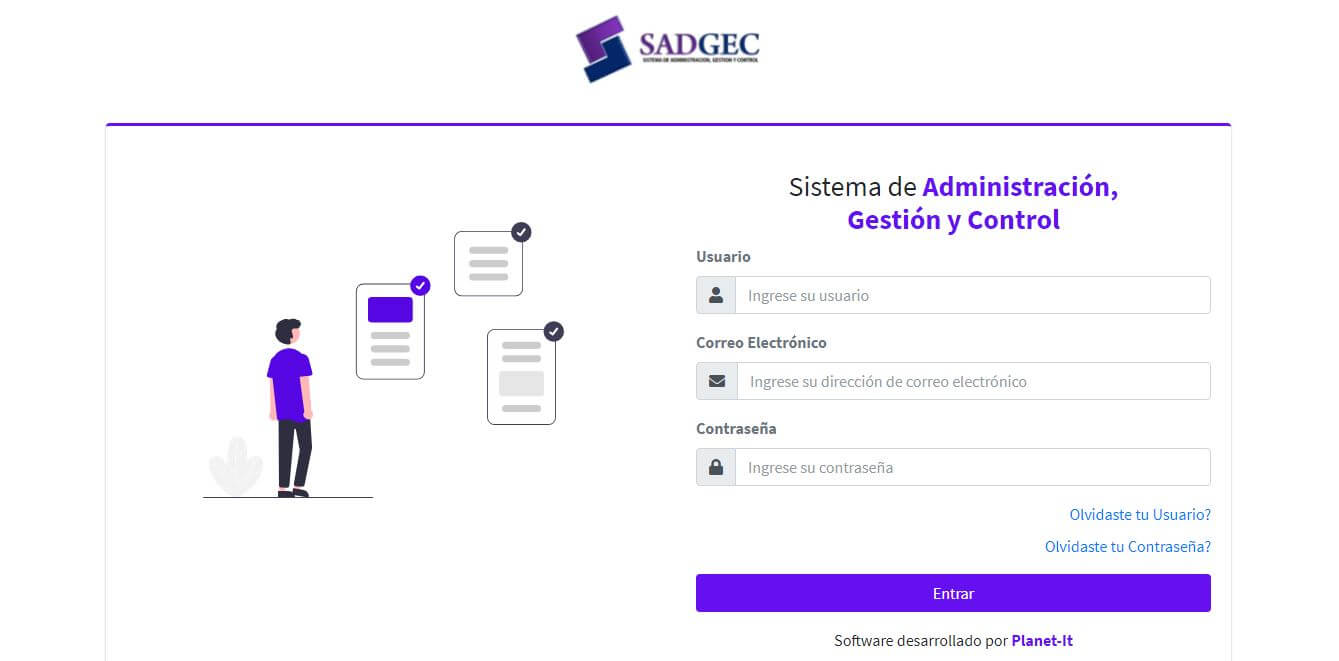 SADGEC
SISTEMA DE ADMINISTRACION, GESTION Y CONTROL
Sistema de Administración,
Gestión y Control
Usuario
Ingrese su usuario
Correo Electrónico
Ingrese su dirección de correo electrónico
Contraseña
Ingrese su contraseña
Olvidaste tu Usuario?
Olvidaste tu Contraseña?
Entrar
Software desarrollado por Planet-It